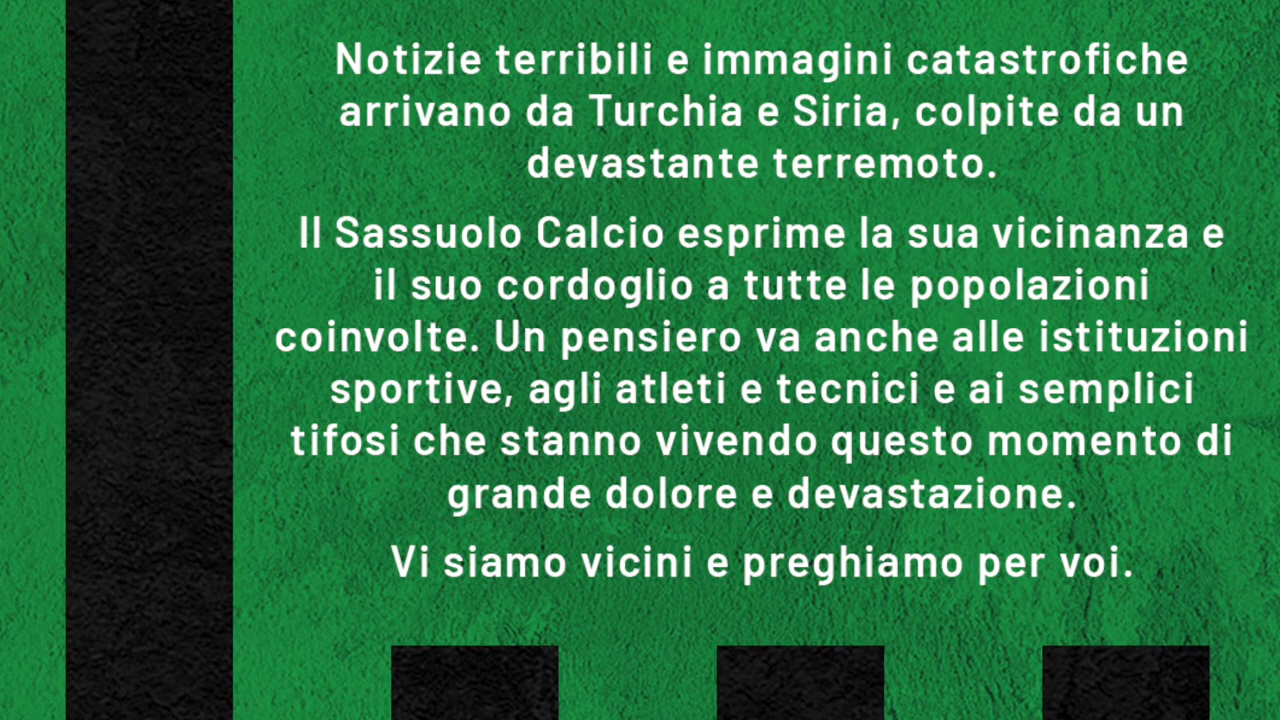 Notizie terribili e immagini catastrofiche
arrivano da Turchia e Siria, colpite da un
devastante terremoto.
Il Sassuolo Calcio esprime la sua vicinanza e
il suo cordoglio a tutte le popolazioni
coinvolte. Un pensiero va anche alle istituzioni
sportive, agli atleti e tecnici e ai semplici
tifosi che stanno vivendo questo momento di
grande dolore e devastazione.
Vi siamo vicini e preghiamo per voi.